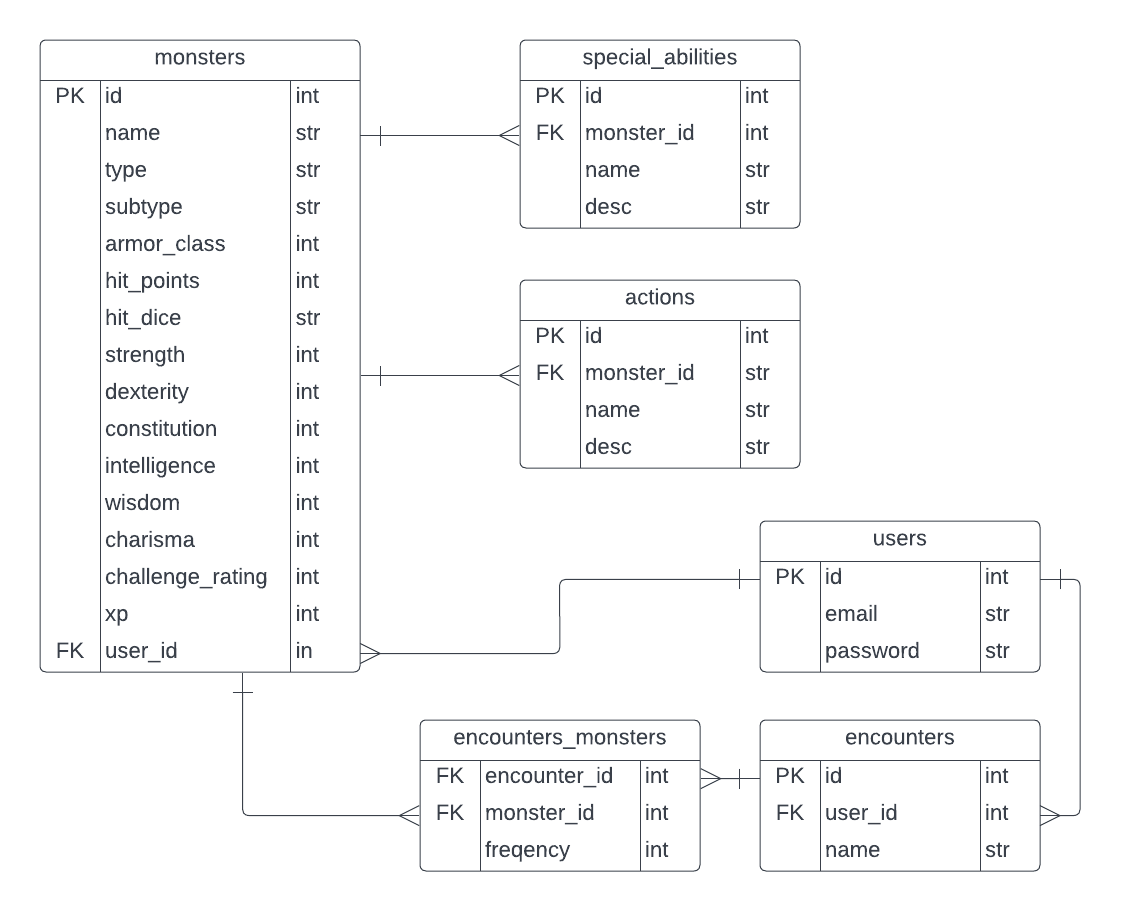 monsters
PK id int
name str
type str
subtype str
armor_class int
hit_points int
hit_dice str
strength int
dexterity int
constitution int
intelligence int
wisdom int
charisma int
challenge_rating int
xp int
FK user_id in
special_abilities
PK id int
FK monster_id int
name str
desc str
actions
PK id int
FK monster_id str
name str
desc str
users
PK id int
email str
password str
encounters_monsters
FK encounter_id int
FK monster_id int
freqency int
encounters
PK id int
FK user_id int
name str